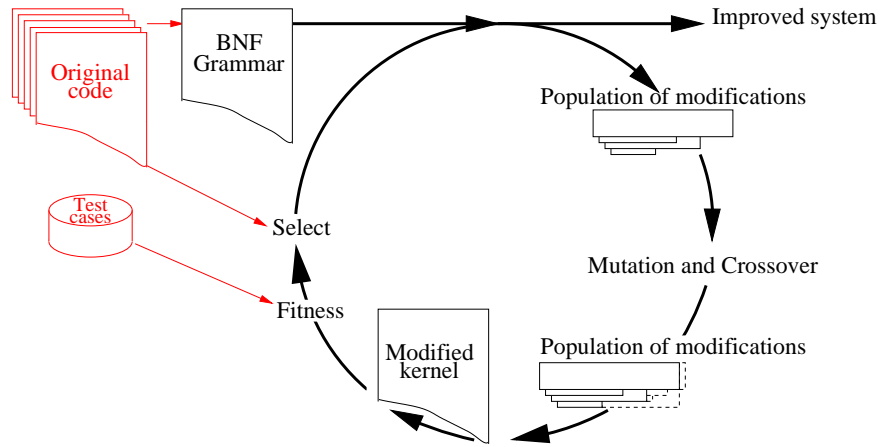 Improved system
BNF
Grammar
Original
code
Population of modifications
Test
cases
Select
Mutation and Crossover
Fitness
Population of modifications
Modified
kernel